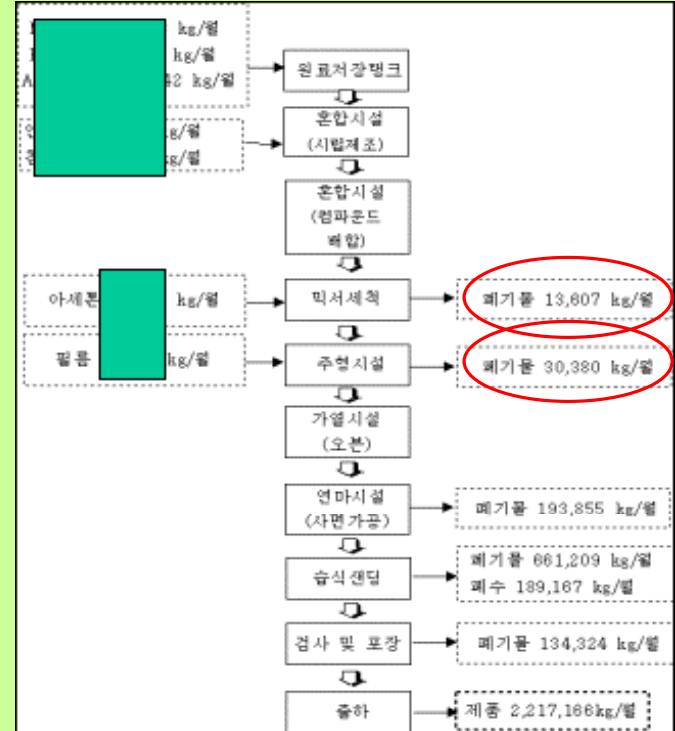 kg/월
kg/월
42 kg/월
kg/월
kg/월
원료저장탱크
혼합시설
(시럽제조)
혼합시설
(컴파운드
배합)
아세톤 kg/월
믹서세척
폐기물 13,607 kg/월
필름 kg/월
주형시설
폐기물 30,380 kg/월
가열시설
(오븐)
연마시설
(사면가공)
폐기물 193,855 kg/월
습식샌딩
폐기물 661,209 kg/월
폐수 189,167 kg/월
검사 및 포장
폐기물 134,324 kg/월
출하
제품 2,217,166kg/월